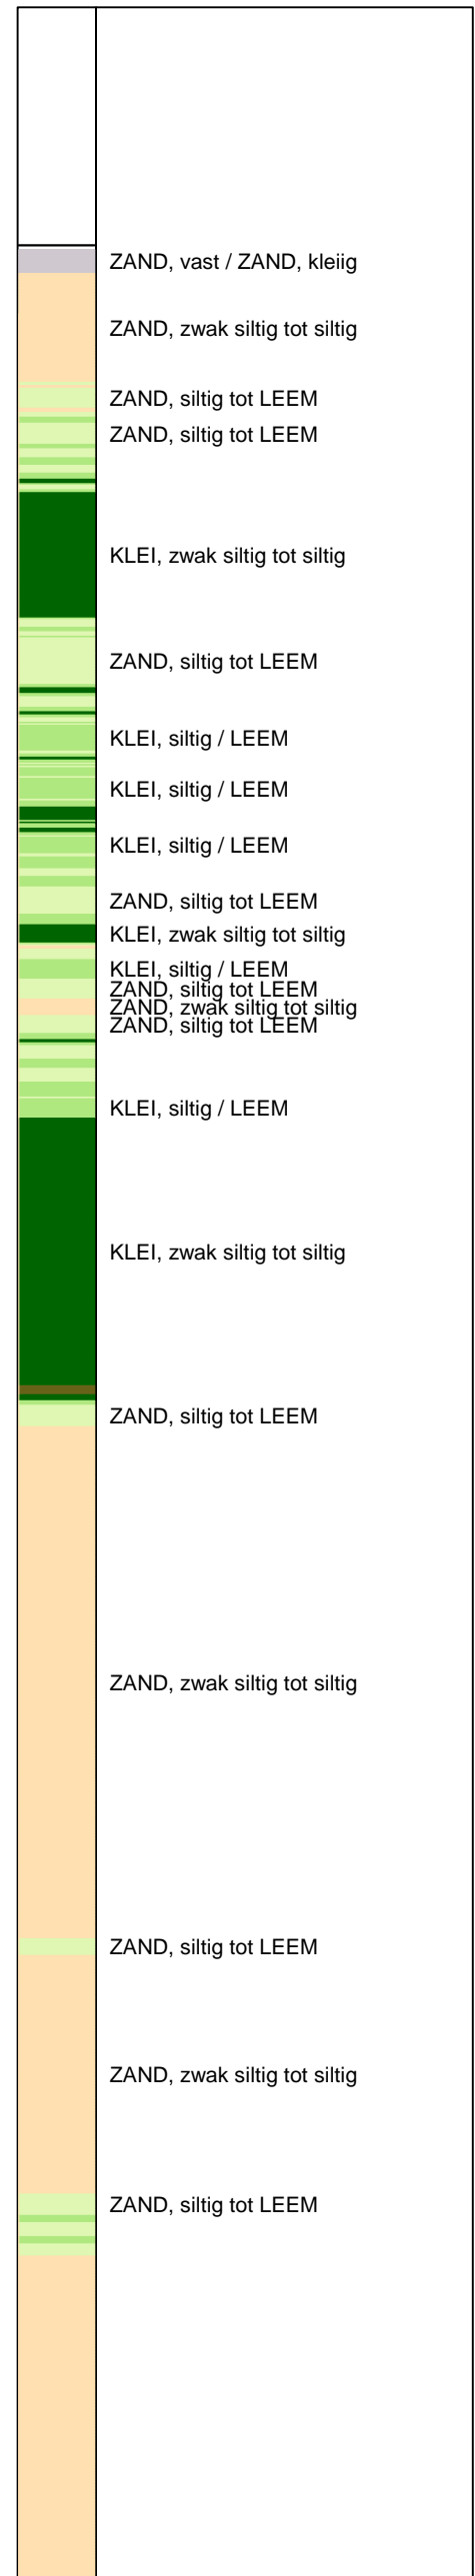 ZAND, vast / ZAND, kleiig
ZAND, zwak siltig tot siltig
ZAND, siltig tot LEEM
ZAND, siltig tot LEEM
KLEI, zwak siltig tot siltig
ZAND, siltig tot LEEM
KLEI, siltig / LEEM
KLEI, siltig / LEEM
KLEI, siltig / LEEM
ZAND, siltig tot LEEM
KLEI, zwak siltig tot siltig
KLEI, siltig / LEEM
ZAND, siltig tot LEEM
ZAND, zwak siltig tot siltig
ZAND, siltig tot LEEM
KLEI, siltig / LEEM
KLEI, zwak siltig tot siltig
ZAND, siltig tot LEEM
ZAND, zwak siltig tot siltig
ZAND, siltig tot LEEM
ZAND, zwak siltig tot siltig
ZAND, siltig tot LEEM